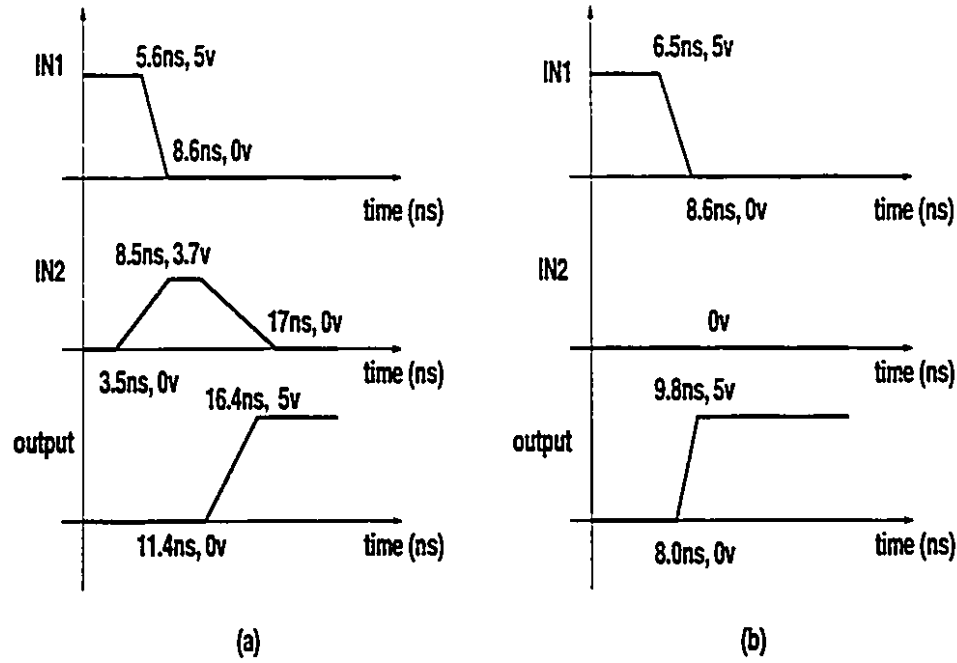 5.6ns, 5v
IN1
8.6ns, 0v
time (ns)
8.5ns, 3.7v
IN2
17ns, 0v
time (ns)
3.5ns, 0v
16.4ns, 5v
output
11.4ns, 0v
time (ns)
(a)
6.5ns, 5v
IN1
8.6ns, 0v
time (ns)
IN2
0v
time (ns)
9.8ns, 5v
output
8.0ns, 0v
time (ns)
(b)